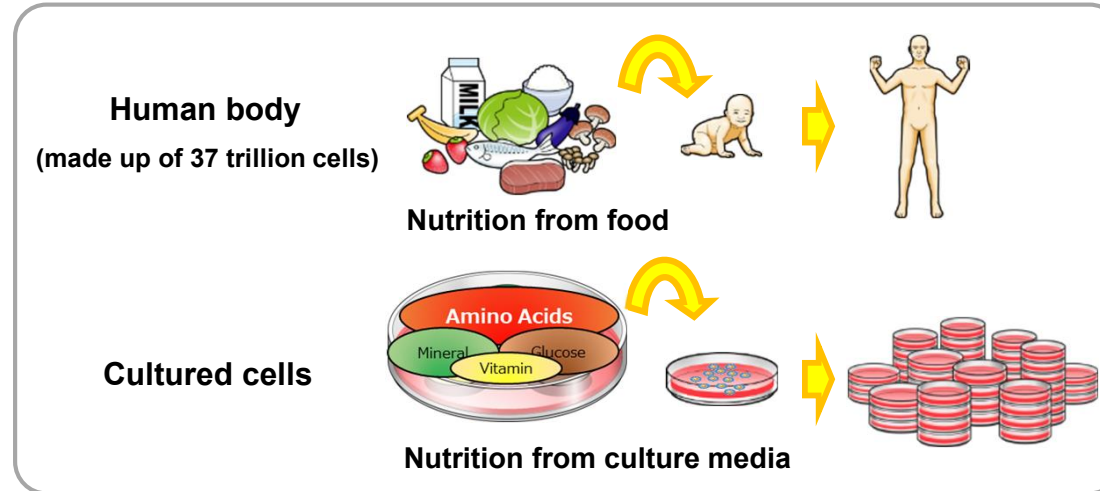 MILK
Human body
(made up of 37 trillion cells)
Nutrition from food
Amino Acids
Mineral
Glucose
Vitamin
Cultured cells
Nutrition from culture media